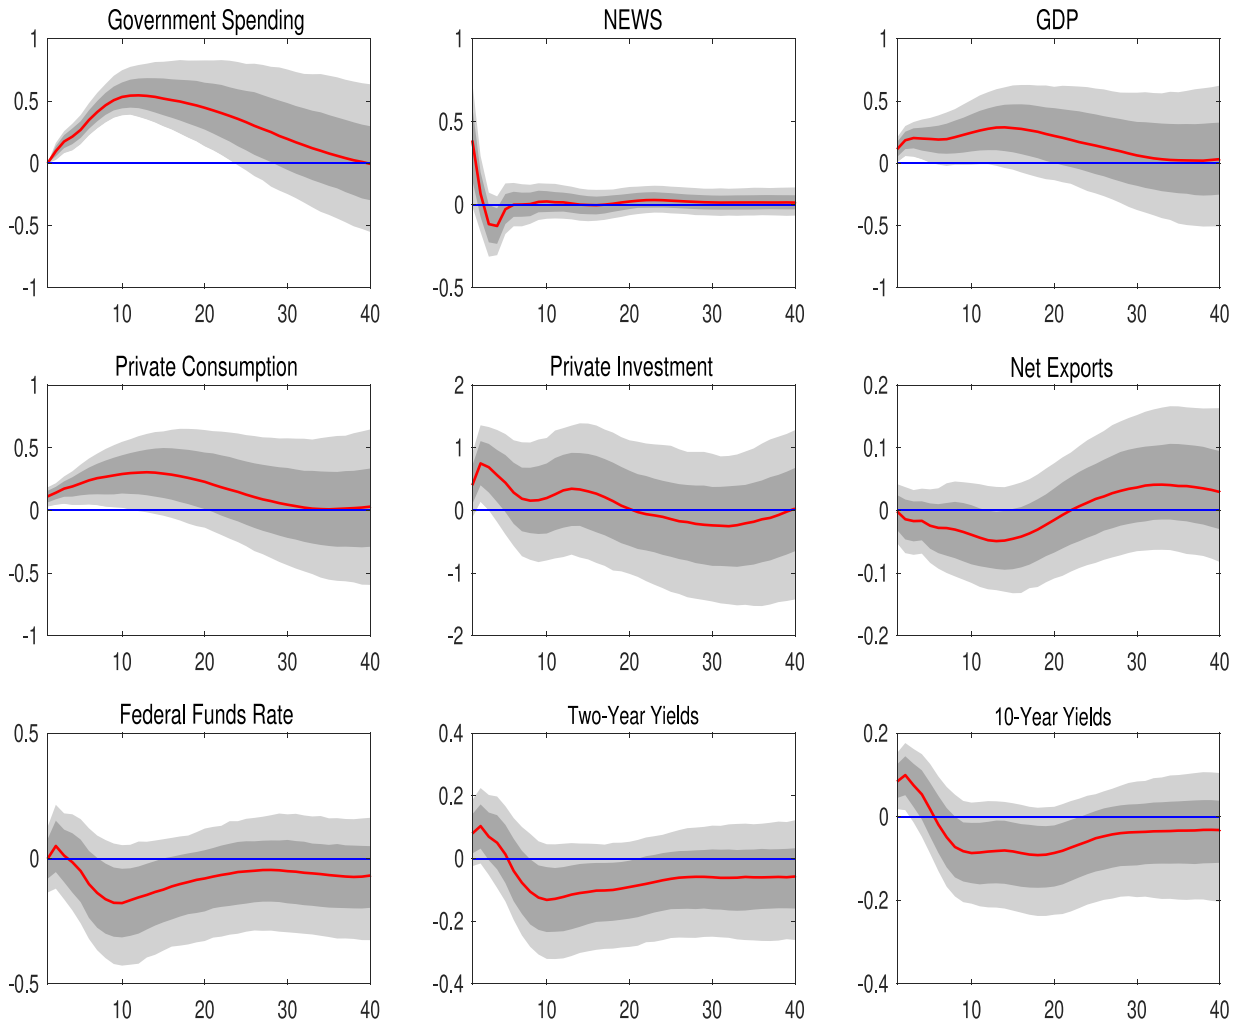 Government Spending
1
0.5
0
-0.5
-1
10 20 30 40
NEWS
1
0.5
0
-0.5
10 20 30 40
GDP
1
0.5
0
-0.5
-1
10 20 30 40
Private Consumption
1
0.5
0
-0.5
-1
10 20 30 40
Private Investment
2
1
0
-1
-2
10 20 30 40
Net Exports
0.2
0.1
0
-0.1
-0.2
10 20 30 40
Federal Funds Rate
0.5
0
-0.5
10 20 30 40
Two-Year Yields
0.4
0.2
0
-0.2
-0.4
10 20 30 40
10-Year Yields
0.2
0
-0.2
-0.4
10 20 30 40